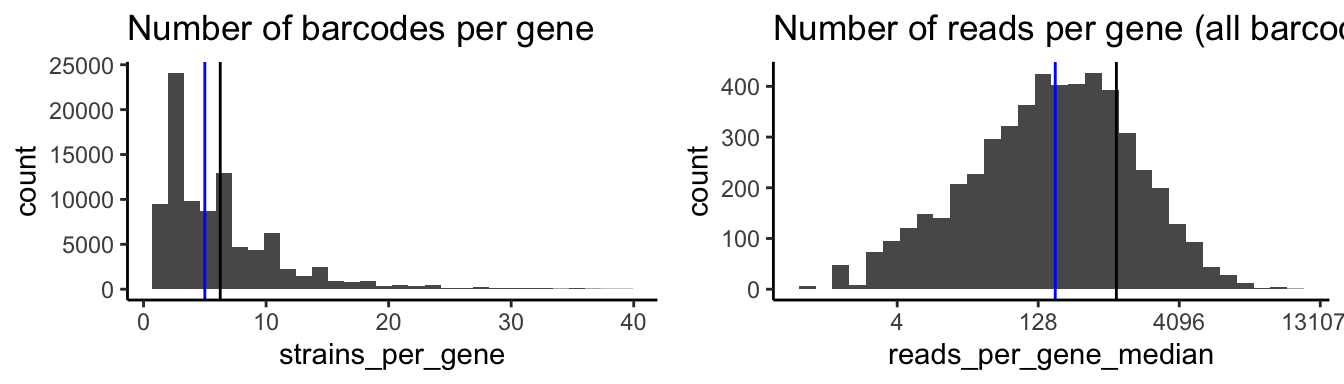 Number of barcodes per gene
25000
20000
15000
10000
5000
0
count
0 10 20 30 40
strains_per_gene
Number of reads per gene (all
400
300
200
100
0
count
4 128 4096 13107
reads_per_gene_median